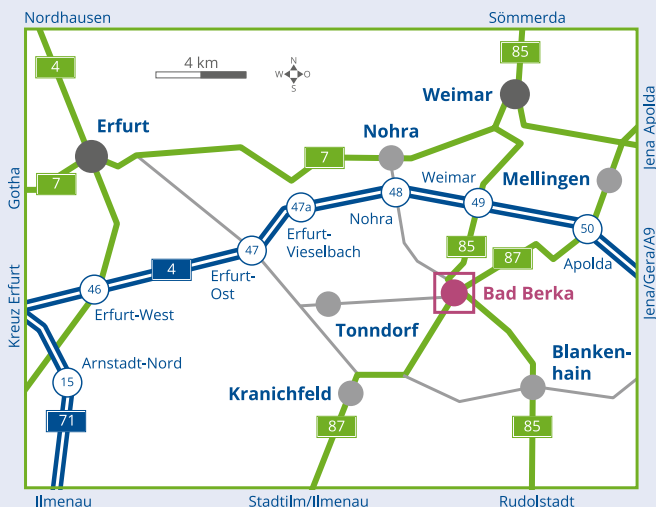 Nordhausen
Sömmerda
4
4 km
N
W
O
S
85
Weimar
Erfurt
Nohra
7
7
Gotha
Jena Apolda
Mellingen
Weimar
47a
48
49
Nohra
50
Erfurt-
Vieselbach
47
85
87
Apolda
4
Erfurt-
Ost
46
Erfurt-West
Bad Berka
Kreuz Erfurt
Jena/Gera/A9
Tonndorf
Arnstadt-Nord
15
Blanken-
hain
Kranichfeld
71
87
85
Ilmenau
Stadtilm/Ilmenau
Rudolstadt